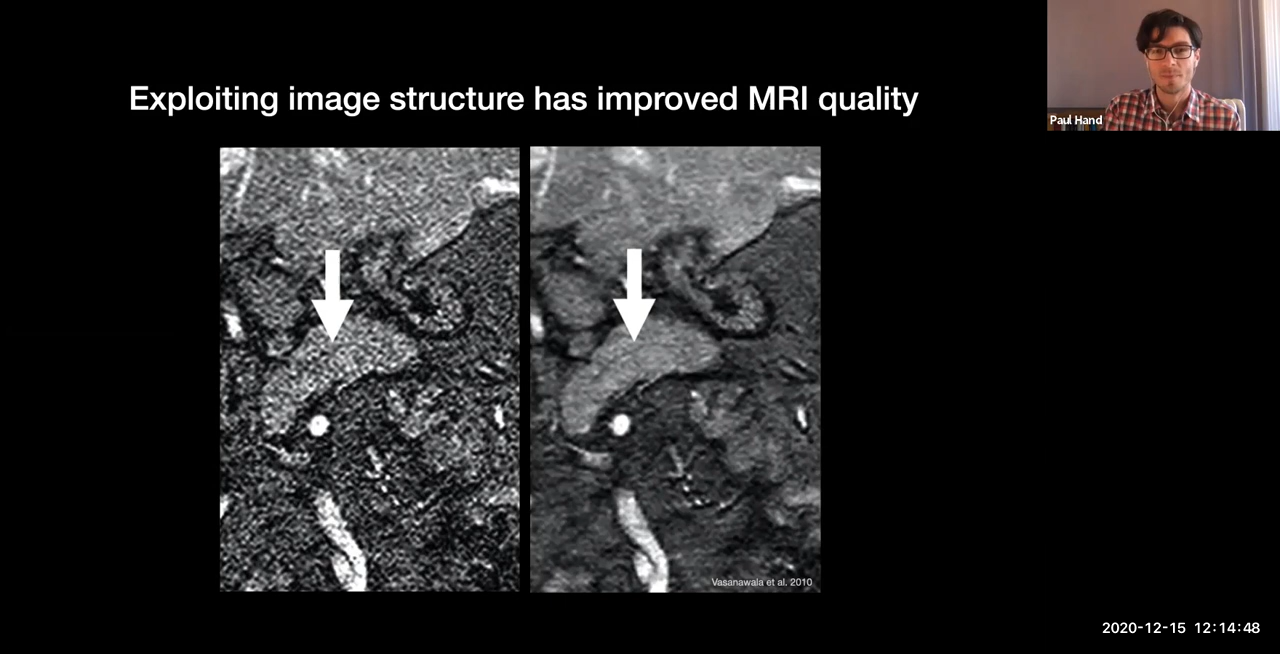 Exploiting image structure has improved MRI quality
Paul Hand
Vasanawala et al. 2010
2020-12-15 12:14:48